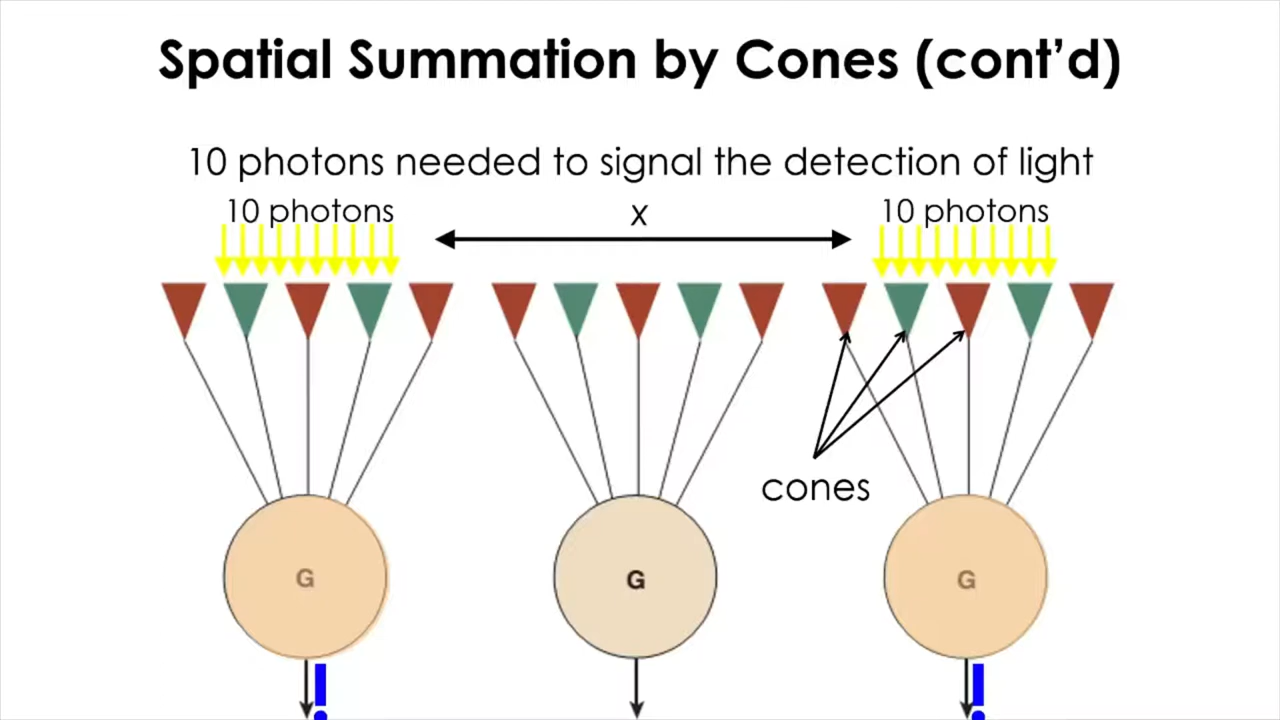 Spatial Summation by Cones (cont’d)
10 photons needed to signal the detection of light
10 photons
x
10 photons
cones
G
G
G
!
!